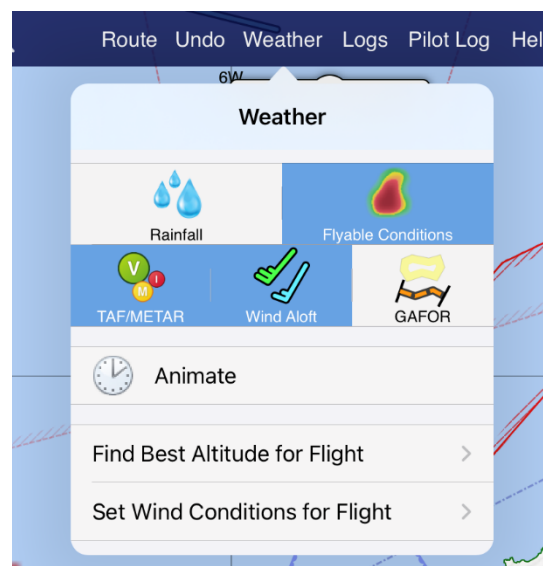 Route Undo Weather Logs Pilot Log Hel
6W
Weather
Rainfall Flyable Conditions
V I M
TAF/METAR Wind Aloft GAFOR
Animate
Find Best Altitude for Flight
Set Wind Conditions for Flight